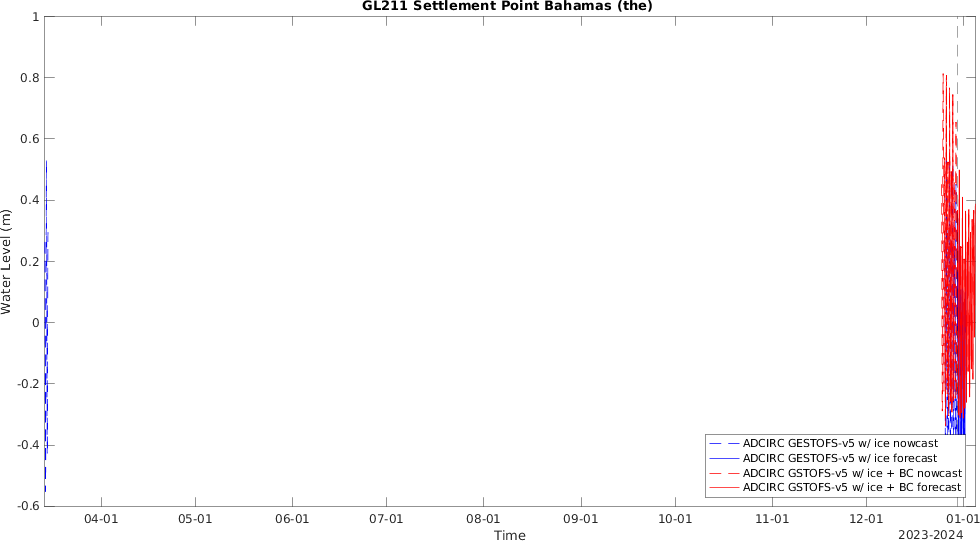 GL211 Settlement Point Bahamas (the)
1
0.8
0.6
0.4
0.2
0
-0.2
-0.4
-0.6
Water Level (m)
04-01 05-01 06-01 07-01 08-01 09-01 10-01 11-01 12-01 01-01
Time
2023-2024
ADCIRC GESTOFS-v5 w/ ice nowcast
ADCIRC GESTOFS-v5 w/ ice forecast
ADCIRC GSTOFS-v5 w/ ice + BC nowcast
ADCIRC GSTOFS-v5 w/ ice + BC forecast